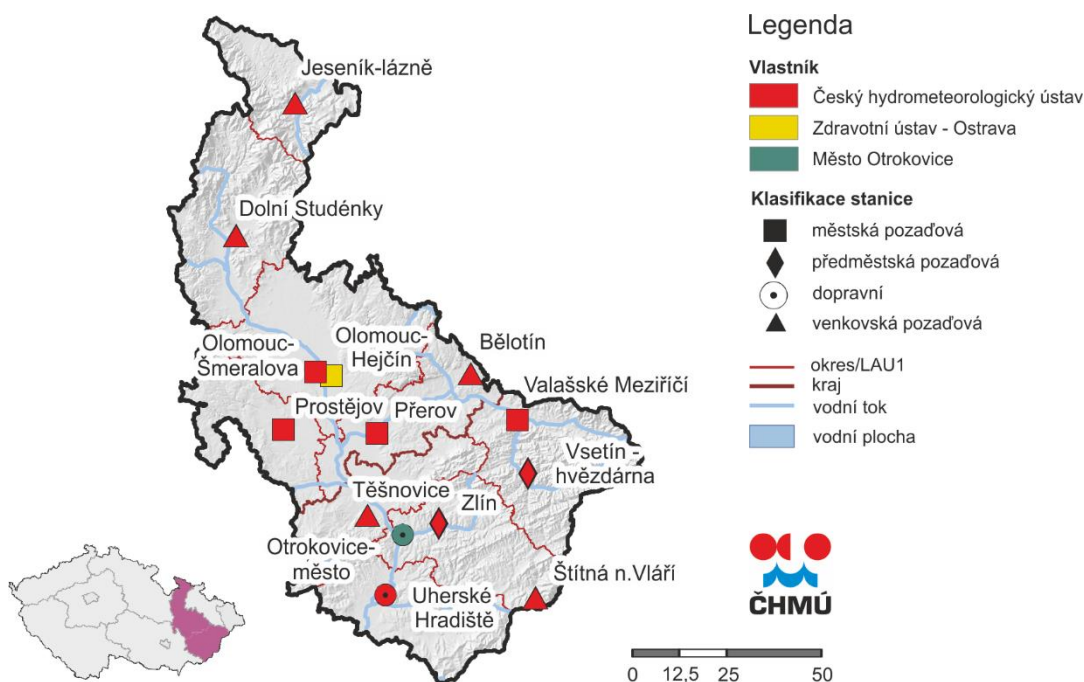 Jeseník-lázně
Dolní Studénky
Olomouc-
Šmeralova
Olomouc-
Hejčín
Bělotín
Valašské Meziříčí
Prostějov
Přerov
Vsetín -
hvězdárna
Těšnovice
Zlín
Otrokovice-
město
Štítná n.Vláří
Uherské
Hradiště
Legenda
Vlastník
Český hydrometeorologický ústav
Zdravotní ústav - Ostrava
Město Otrokovice
Klasifikace stanice
městská pozaďová
předměstská pozaďová
dopravní
venkovská pozaďová
okres/LAU1
kraj
vodní tok
vodní plocha
ČHMÚ
0 12,5 25 50